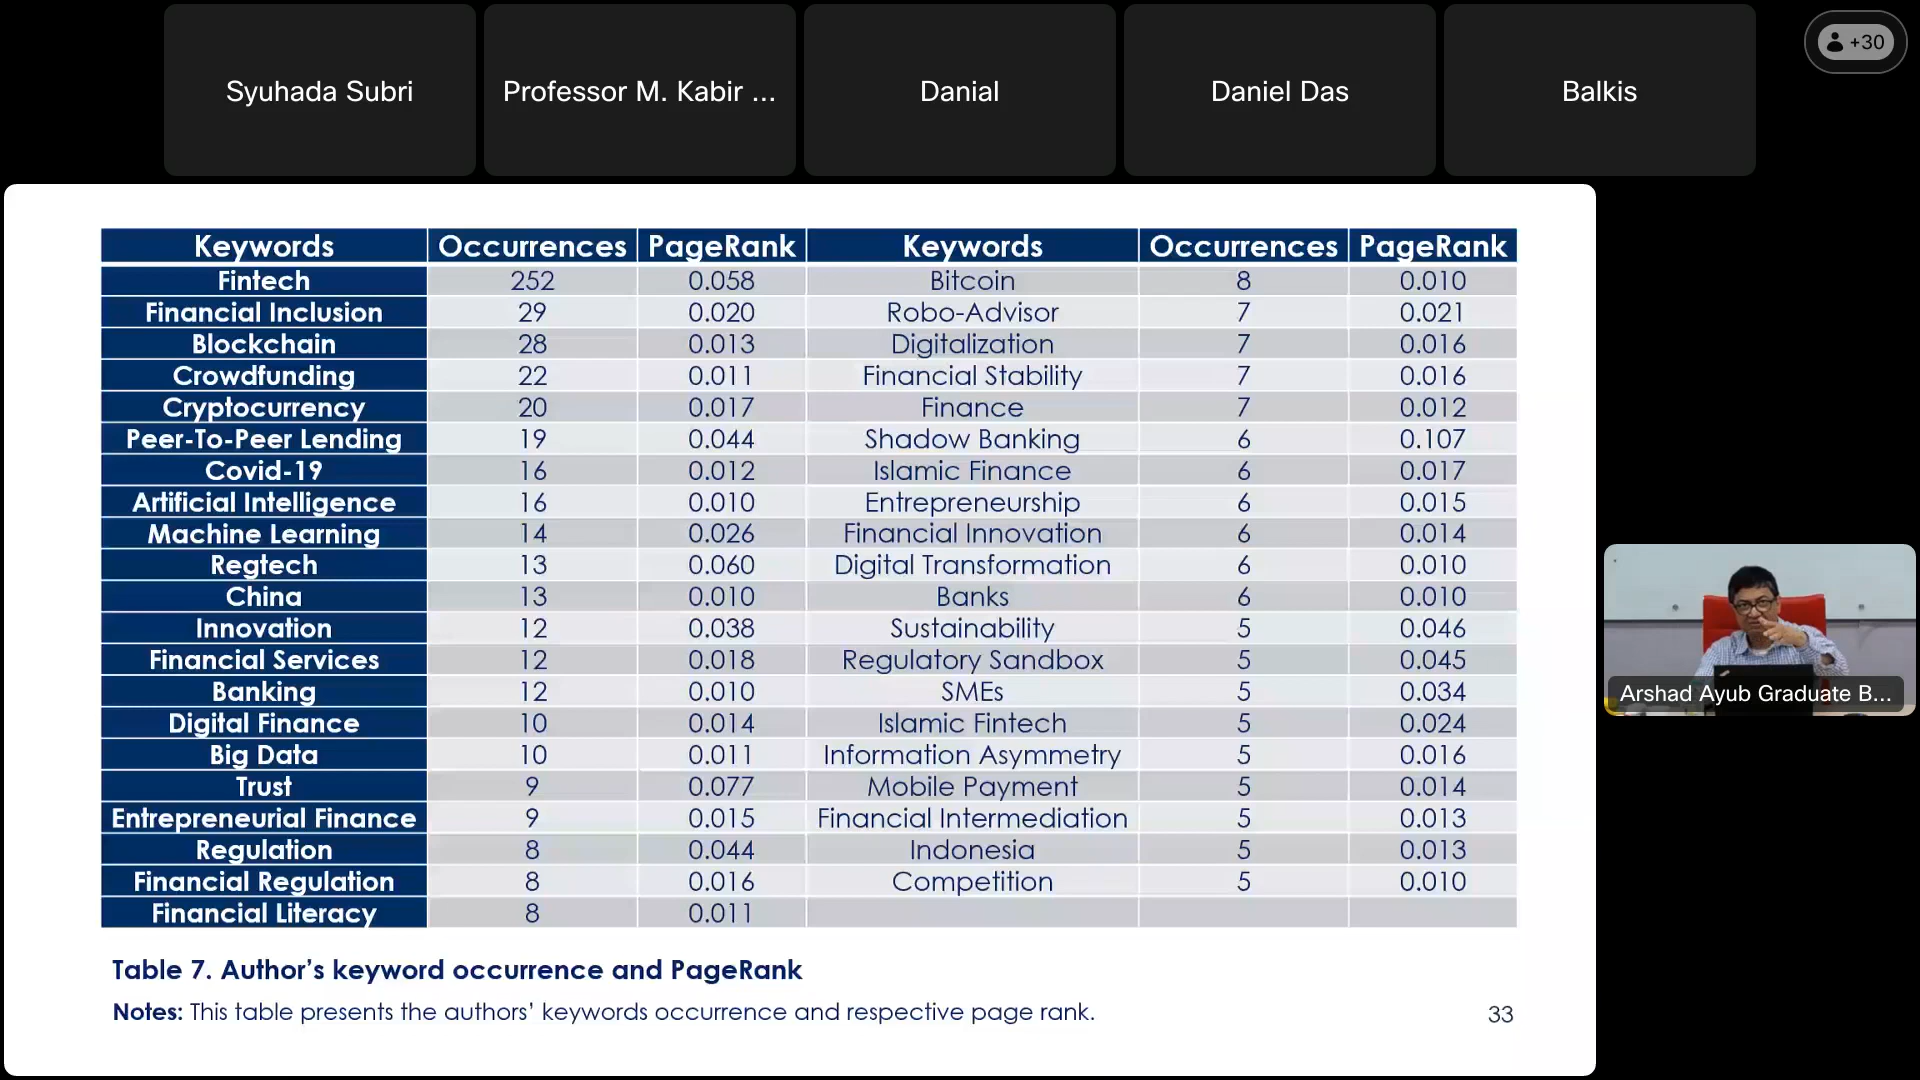 Syuhada Subri
Professor M. Kabir ...
Danial
Daniel Das
Balkis
+30
Keywords Occurrences PageRank Keywords Occurrences PageRank
Fintech 252 0.058 Bitcoin 8 0.010
Financial Inclusion 29 0.020 Robo-Advisor 7 0.021
Blockchain 28 0.013 Digitalization 7 0.016
Crowdfunding 22 0.011 Financial Stability 7 0.016
Cryptocurrency 20 0.017 Finance 7 0.012
Peer-To-Peer Lending 19 0.044 Shadow Banking 6 0.107
Covid-19 16 0.012 Islamic Finance 6 0.017
Artificial Intelligence 16 0.010 Entrepreneurship 6 0.015
Machine Learning 14 0.026 Financial Innovation 6 0.014
Regtech 13 0.060 Digital Transformation 6 0.010
China 13 0.010 Banks 6 0.010
Innovation 12 0.038 Sustainability 5 0.046
Financial Services 12 0.018 Regulatory Sandbox 5 0.045
Banking 12 0.010 SMEs 5 0.034
Digital Finance 10 0.014 Islamic Fintech 5 0.024
Big Data 10 0.011 Information Asymmetry 5 0.016
Trust 9 0.077 Mobile Payment 5 0.014
Entrepreneurial Finance 9 0.015 Financial Intermediation 5 0.013
Regulation 8 0.044 Indonesia 5 0.013
Financial Regulation 8 0.016 Competition 5 0.010
Financial Literacy 8 0.011
Table 7. Author’s keyword occurrence and PageRank
Notes: This table presents the authors’ keywords occurrence and respective page rank.
33
Arshad Ayub Graduate B...